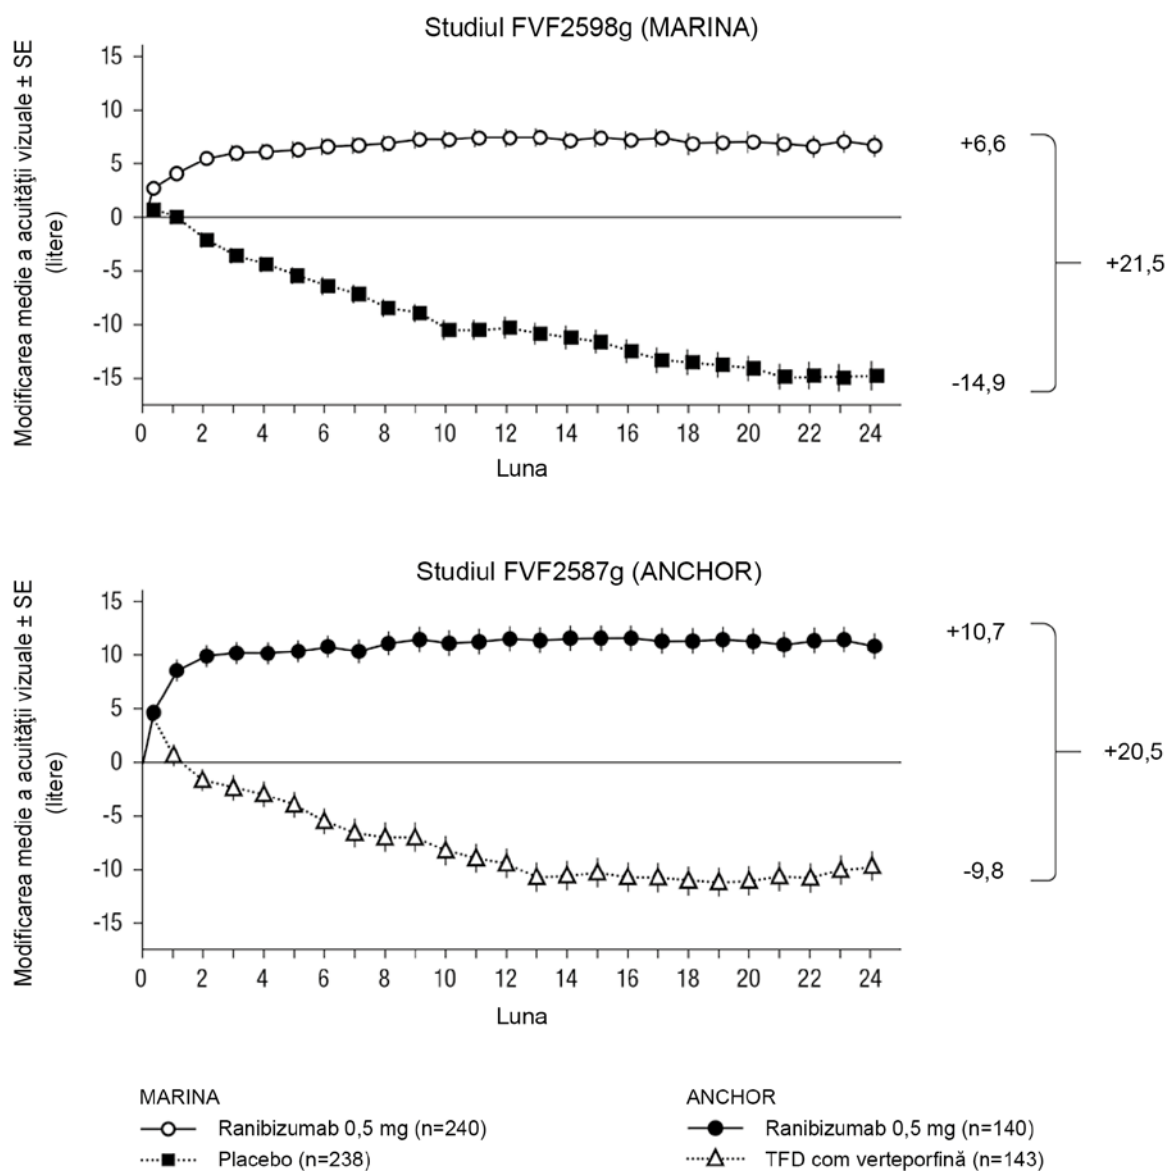 Studiul FVF2598g (MARINA)
Modificarea medie a acuităţii vizuale ± SE
(litere)
15
10
5
0
-5
-10
-15
0 2 4 6 8 10 12 14 16 18 20 22 24
Luna
+6,6
+21,5
-14,9
Studiul FVF2587g (ANCHOR)
Modificarea medie a acuităţii vizuale ± SE
(litere)
15
10
5
0
-5
-10
-15
0 2 4 6 8 10 12 14 16 18 20 22 24
Luna
+10,7
+20,5
-9,8
MARINA
Ranibizumab 0,5 mg (n=240)
Placebo (n=238)
ANCHOR
Ranibizumab 0,5 mg (n=140)
TFD com verteporfină (n=143)